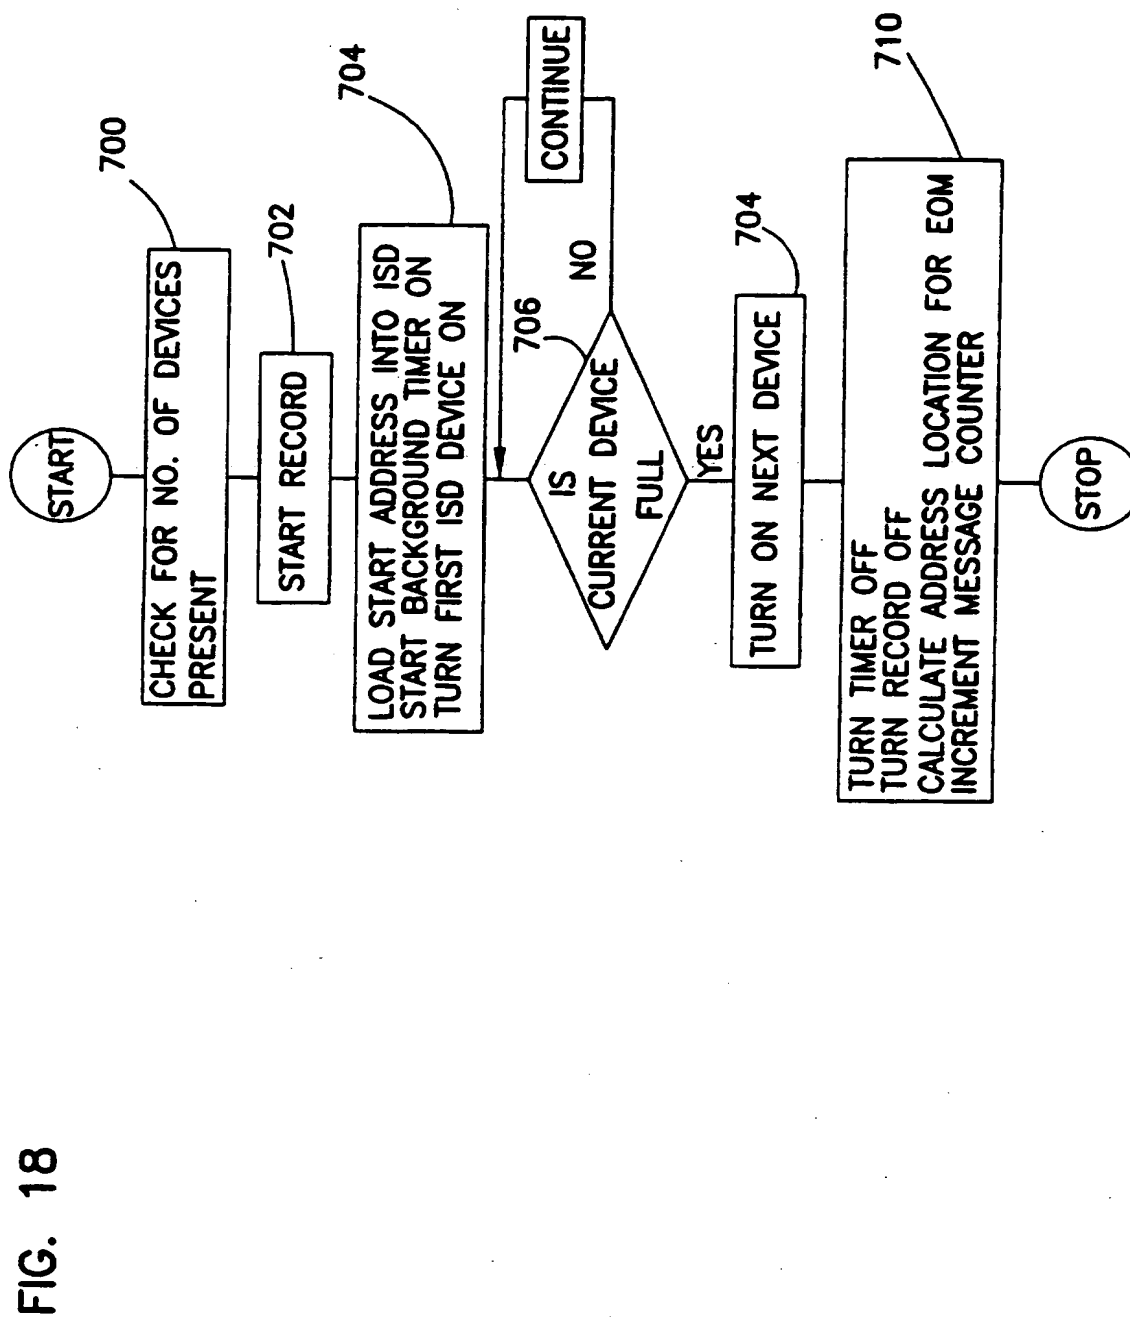 FIG. 18
START
700
CHECK FOR NO. OF DEVICES
PRESENT
702
START RECORD
704
LOAD START ADDRESS INTO ISD
START BACKGROUND TIMER ON
TURN FIRST ISD DEVICE ON
CONTINUE
706
NO
IS
CURRENT DEVICE
FULL
YES
704
TURN ON NEXT DEVICE
710
TURN TIMER OFF
TURN RECORD OFF
CALCULATE ADDRESS LOCATION FOR EOM
INCREMENT MESSAGE COUNTER
STOP